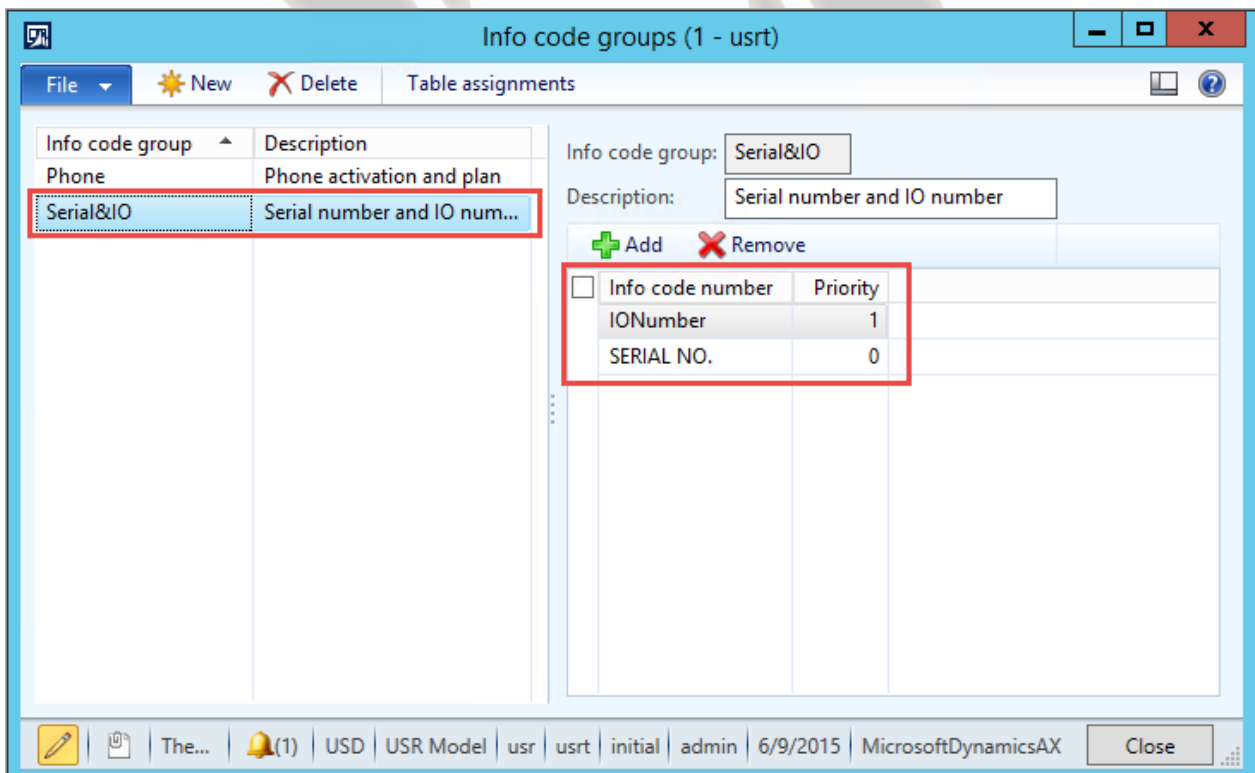 Info code groups (1 - usrt)
File New Delete Table assignments
Info code group Description
Phone Phone activation and plan
Serial&IO Serial number and IO num...
Info code group: Serial&IO
Description: Serial number and IO number
Add Remove
Info code number Priority
IONumber 1
SERIAL NO. 0
The... (1) USD USR Model usr usrt initial admin 6/9/2015 MicrosoftDynamicsAX Close